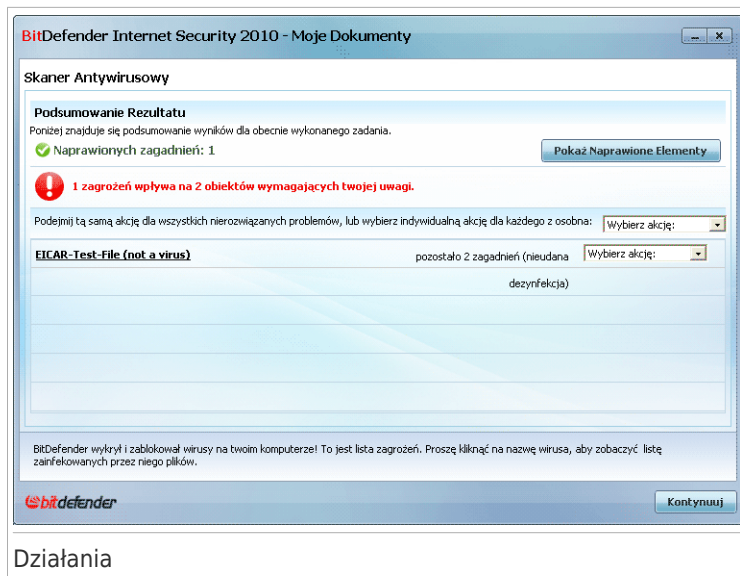 BitDefender Internet Security 2010 - Moje Dokumenty
Skaner Antywirusowy
Podsumowanie Rezultatu
Poniżej znajduje się podsumowanie wyników dla obecnie wykonanego zadania.
Naprawionych zagadnień: 1
Pokaż Naprawione Elementy
1 zagrożeń wpływa na 2 obiektów wymagających twojej uwagi.
Podejmij tą samą akcję dla wszystkich nierozwiązanych problemów, lub wybierz indywidualną akcję dla każdego z osobna:
Wybierz akcję:
EICAR-Test-File (not a virus)
pozostało 2 zagadnień (nieudana
dezynfekcja)
Wybierz akcję:
BitDefender wykrył i zablokował wirusy na twoim komputerze! To jest lista zagrożeń. Proszę kliknąć na nazwę wirusa, aby zobaczyć listę
zainfekowanych przez niego plików.
bitdefender
Kontynuuj
Działania